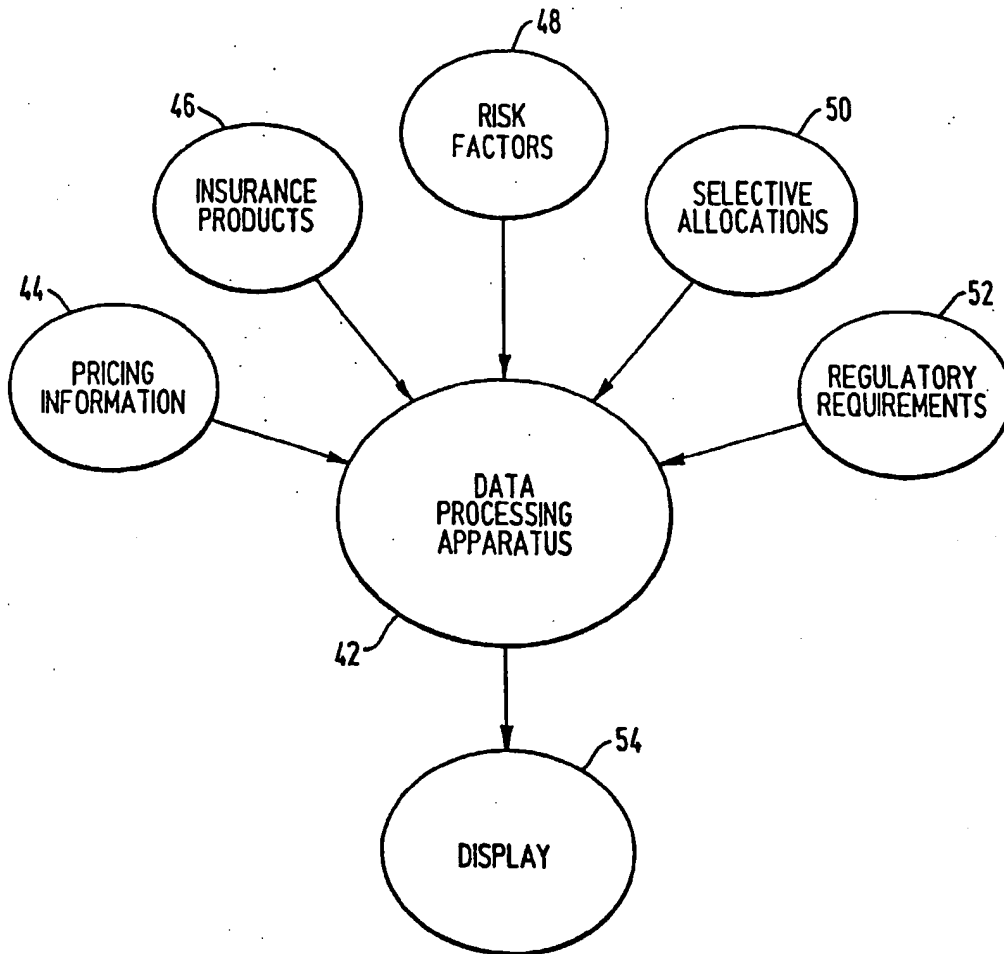 48
RISK
FACTORS
46
INSURANCE
PRODUCTS
50
SELECTIVE
ALLOCATIONS
44
PRICING
INFORMATION
52
REGULATORY
REQUIREMENTS
DATA
PROCESSING
APPARATUS
42
54
DISPLAY